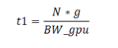 t1 = N * g / BW_gpu